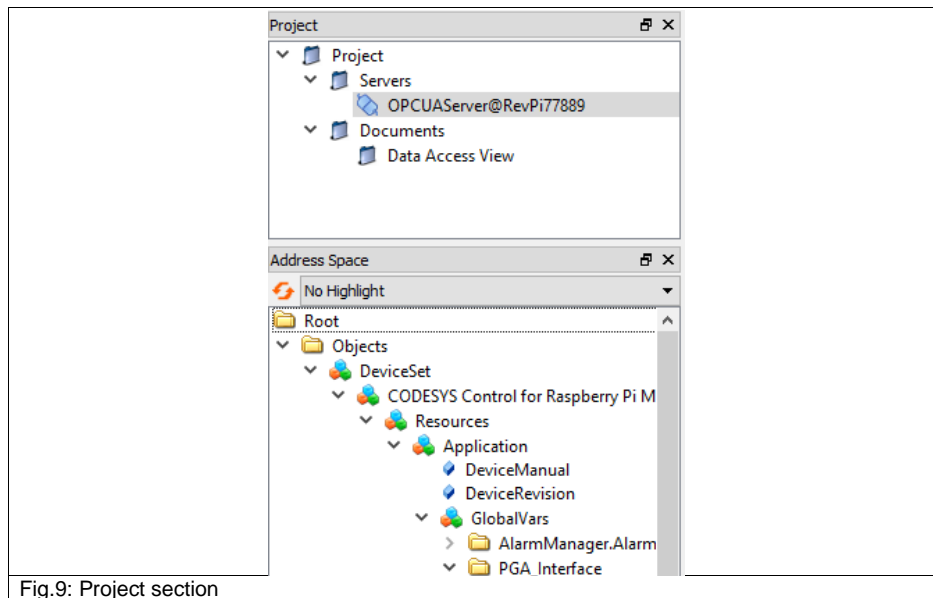 Project
Project
Servers
OPCUAServer@RevPi77889
Documents
Data Access View
Address Space
No Highlight
Root
Objects
DeviceSet
CODESYS Control for Raspberry Pi M
Resources
Application
DeviceManual
DeviceRevision
GlobalVars
AlarmManager.Alarm
PGA_Interface
Fig.9: Project section